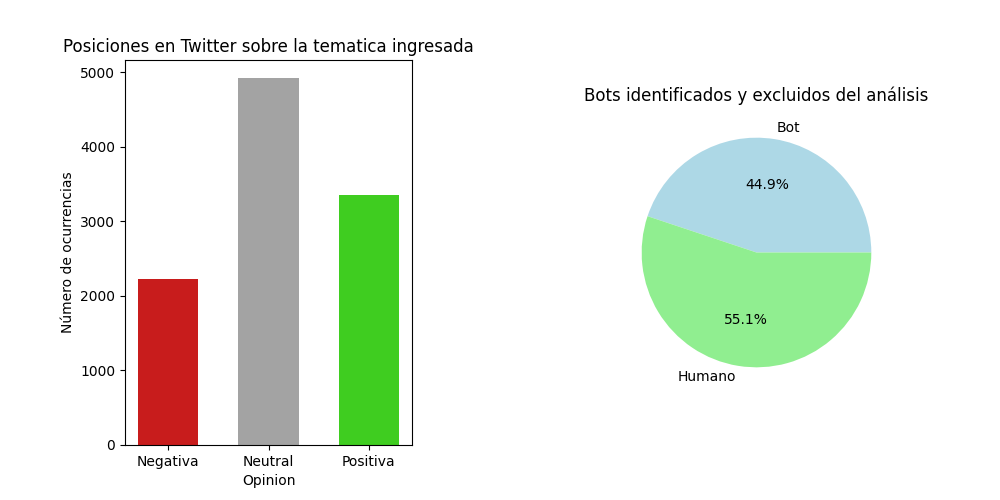 Posiciones en Twitter sobre la tematica ingresada
Número de ocurrencias
5000
4000
3000
2000
1000
0
Negativa
Neutral
Positiva
Opinion
Bots identificados y excluidos del análisis
Bot
44.9%
55.1%
Humano